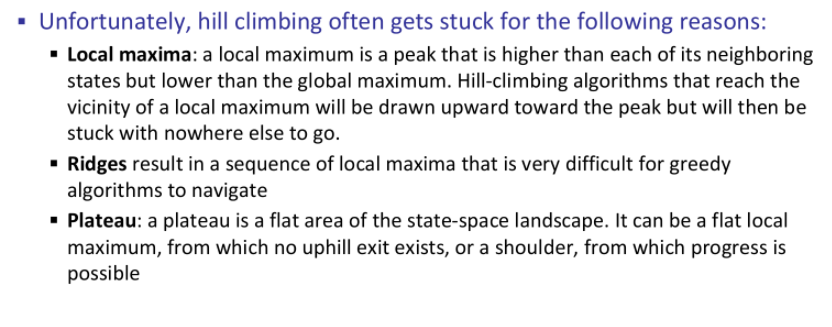 ▪ Unfortunately, hill climbing often gets stuck for the following reasons:
▪ Local maxima: a local maximum is a peak that is higher than each of its neighboring
states but lower than the global maximum. Hill-climbing algorithms that reach the
vicinity of a local maximum will be drawn upward toward the peak but will then be
stuck with nowhere else to go.
▪ Ridges result in a sequence of local maxima that is very difficult for greedy
algorithms to navigate
▪ Plateau: a plateau is a flat area of the state-space landscape. It can be a flat local
maximum, from which no uphill exit exists, or a shoulder, from which progress is
possible